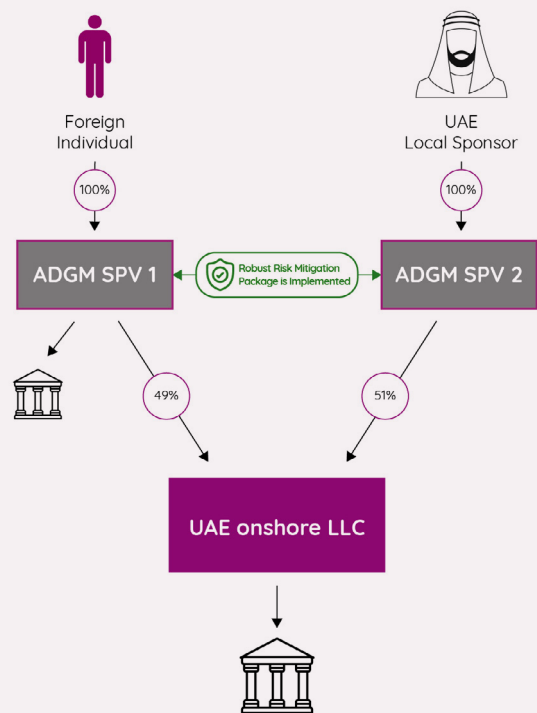 Foreign
Individual
UAE
Local Sponsor
100%
100%
ADGM SPV 1
Robust Risk Mitigation
Package is Implemented
ADGM SPV 2
49%
51%
UAE onshore LLC